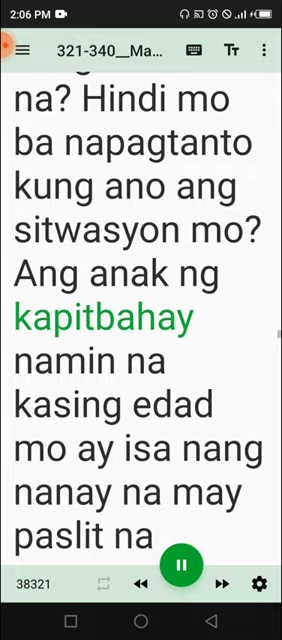 2:06 PM
321-340__Ma...
na? Hindi mo
ba napagtanto
kung ano ang
sitwasyon mo?
Ang anak ng
kapitbahay
namin na
kasing edad
mo ay isa nang
nanay na may
paslit na
38321